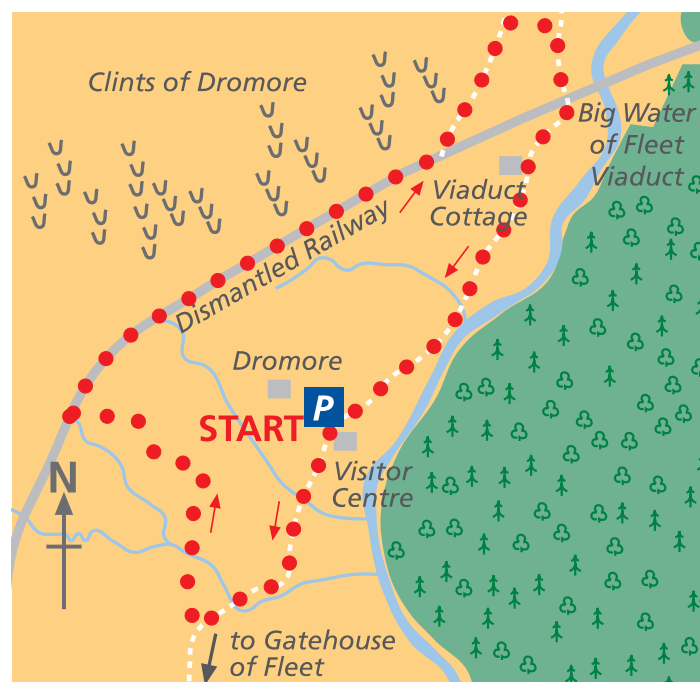 Clints of Dromore
Big Water
of Fleet
Viaduct
Viaduct
Cottage
Dismantled Railway
Dromore
P
START
Visitor
Centre
N
to Gatehouse
of Fleet